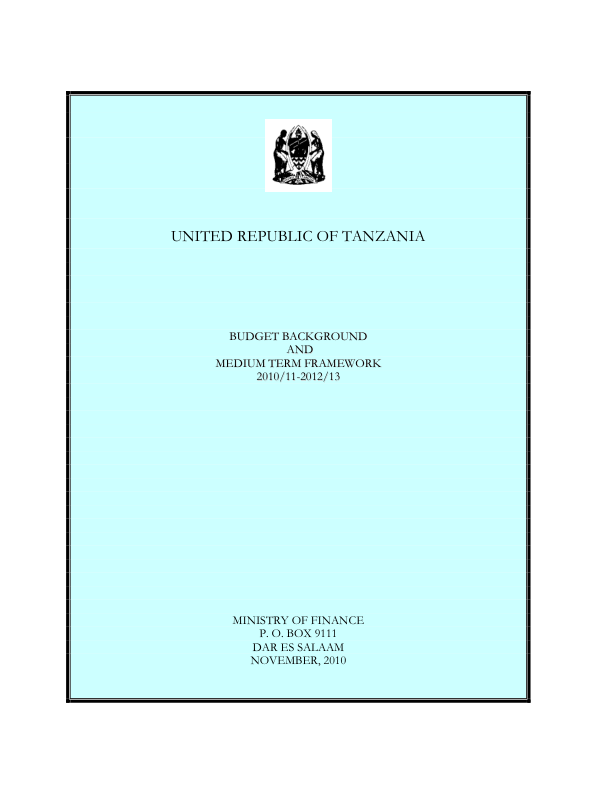 UNITED REPUBLIC OF TANZANIA
BUDGET BACKGROUND
AND
MEDIUM TERM FRAMEWORK
2010/11-2012/13
MINISTRY OF FINANCE
P. O. BOX 9111
DAR ES SALAAM
NOVEMBER, 2010